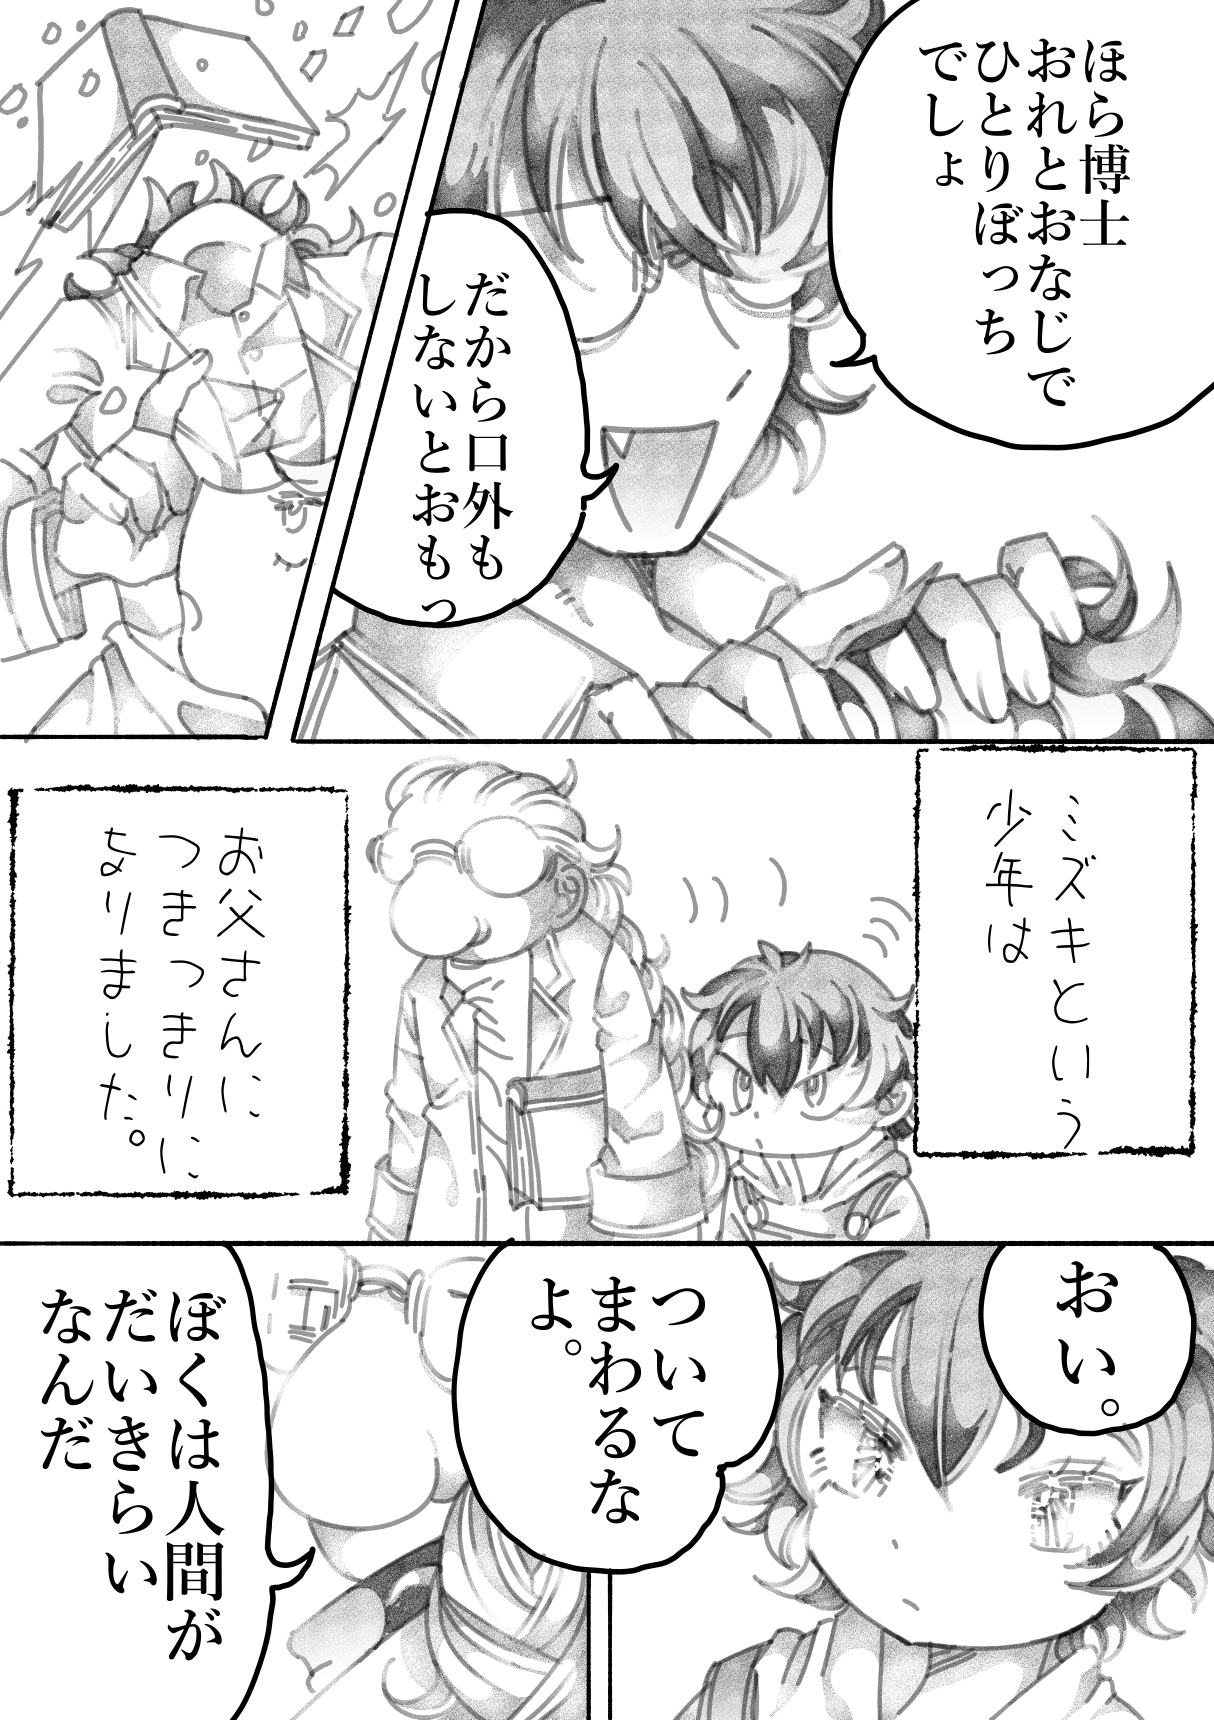 ほら博士
おれとおなじで
ひとりぼっち
でしょ
だから口外も
しないとおもっ
ミズキという
少年は
お父さんに
つきっきりに
なりました。
おい。
ついて
まわるな
よ。
ぼくは人間が
だいきらい
なんだ